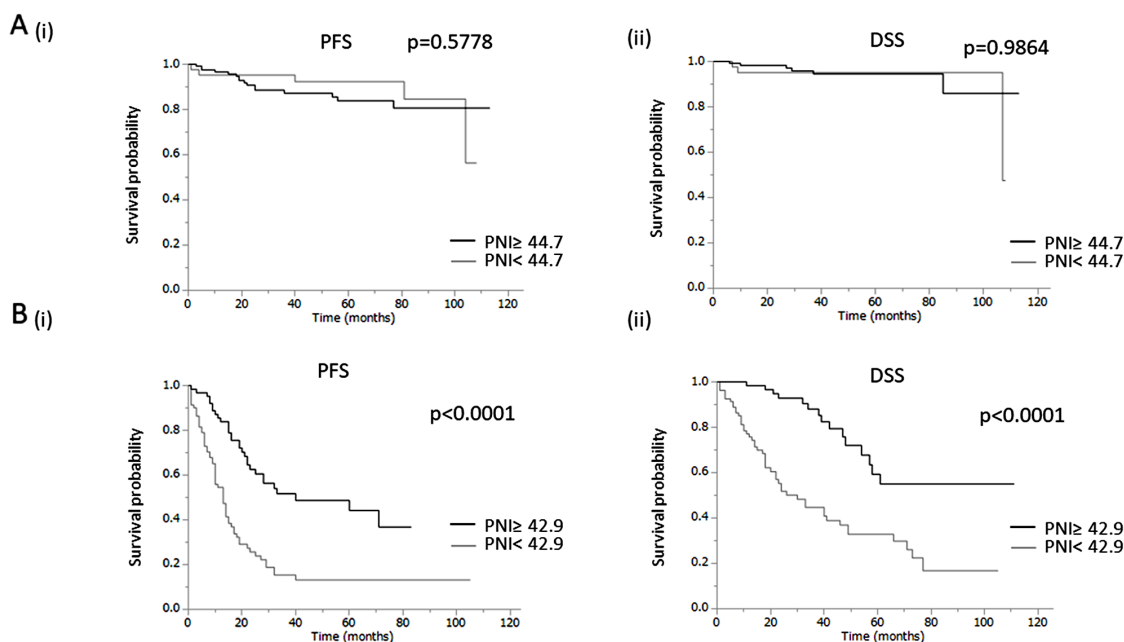 A (i)
PFS p=0.5778
Survival probability
1.0
0.8
0.6
0.4
0.2
0.0
0 20 40 60 80 100 120
Time (months)
PNI≥ 44.7
PNI< 44.7
(ii)
DSS p=0.9864
Survival probability
1.0
0.8
0.6
0.4
0.2
0.0
0 20 40 60 80 100 120
Time (months)
PNI≥ 44.7
PNI< 44.7
B (i)
PFS
p<0.0001
Survival probability
1.0
0.8
0.6
0.4
0.2
0.0
0 20 40 60 80 100 120
Time (months)
PNI≥ 42.9
PNI< 42.9
(ii)
DSS
p<0.0001
Survival probability
1.0
0.8
0.6
0.4
0.2
0.0
0 20 40 60 80 100 120
Time (months)
PNI≥ 42.9
PNI< 42.9